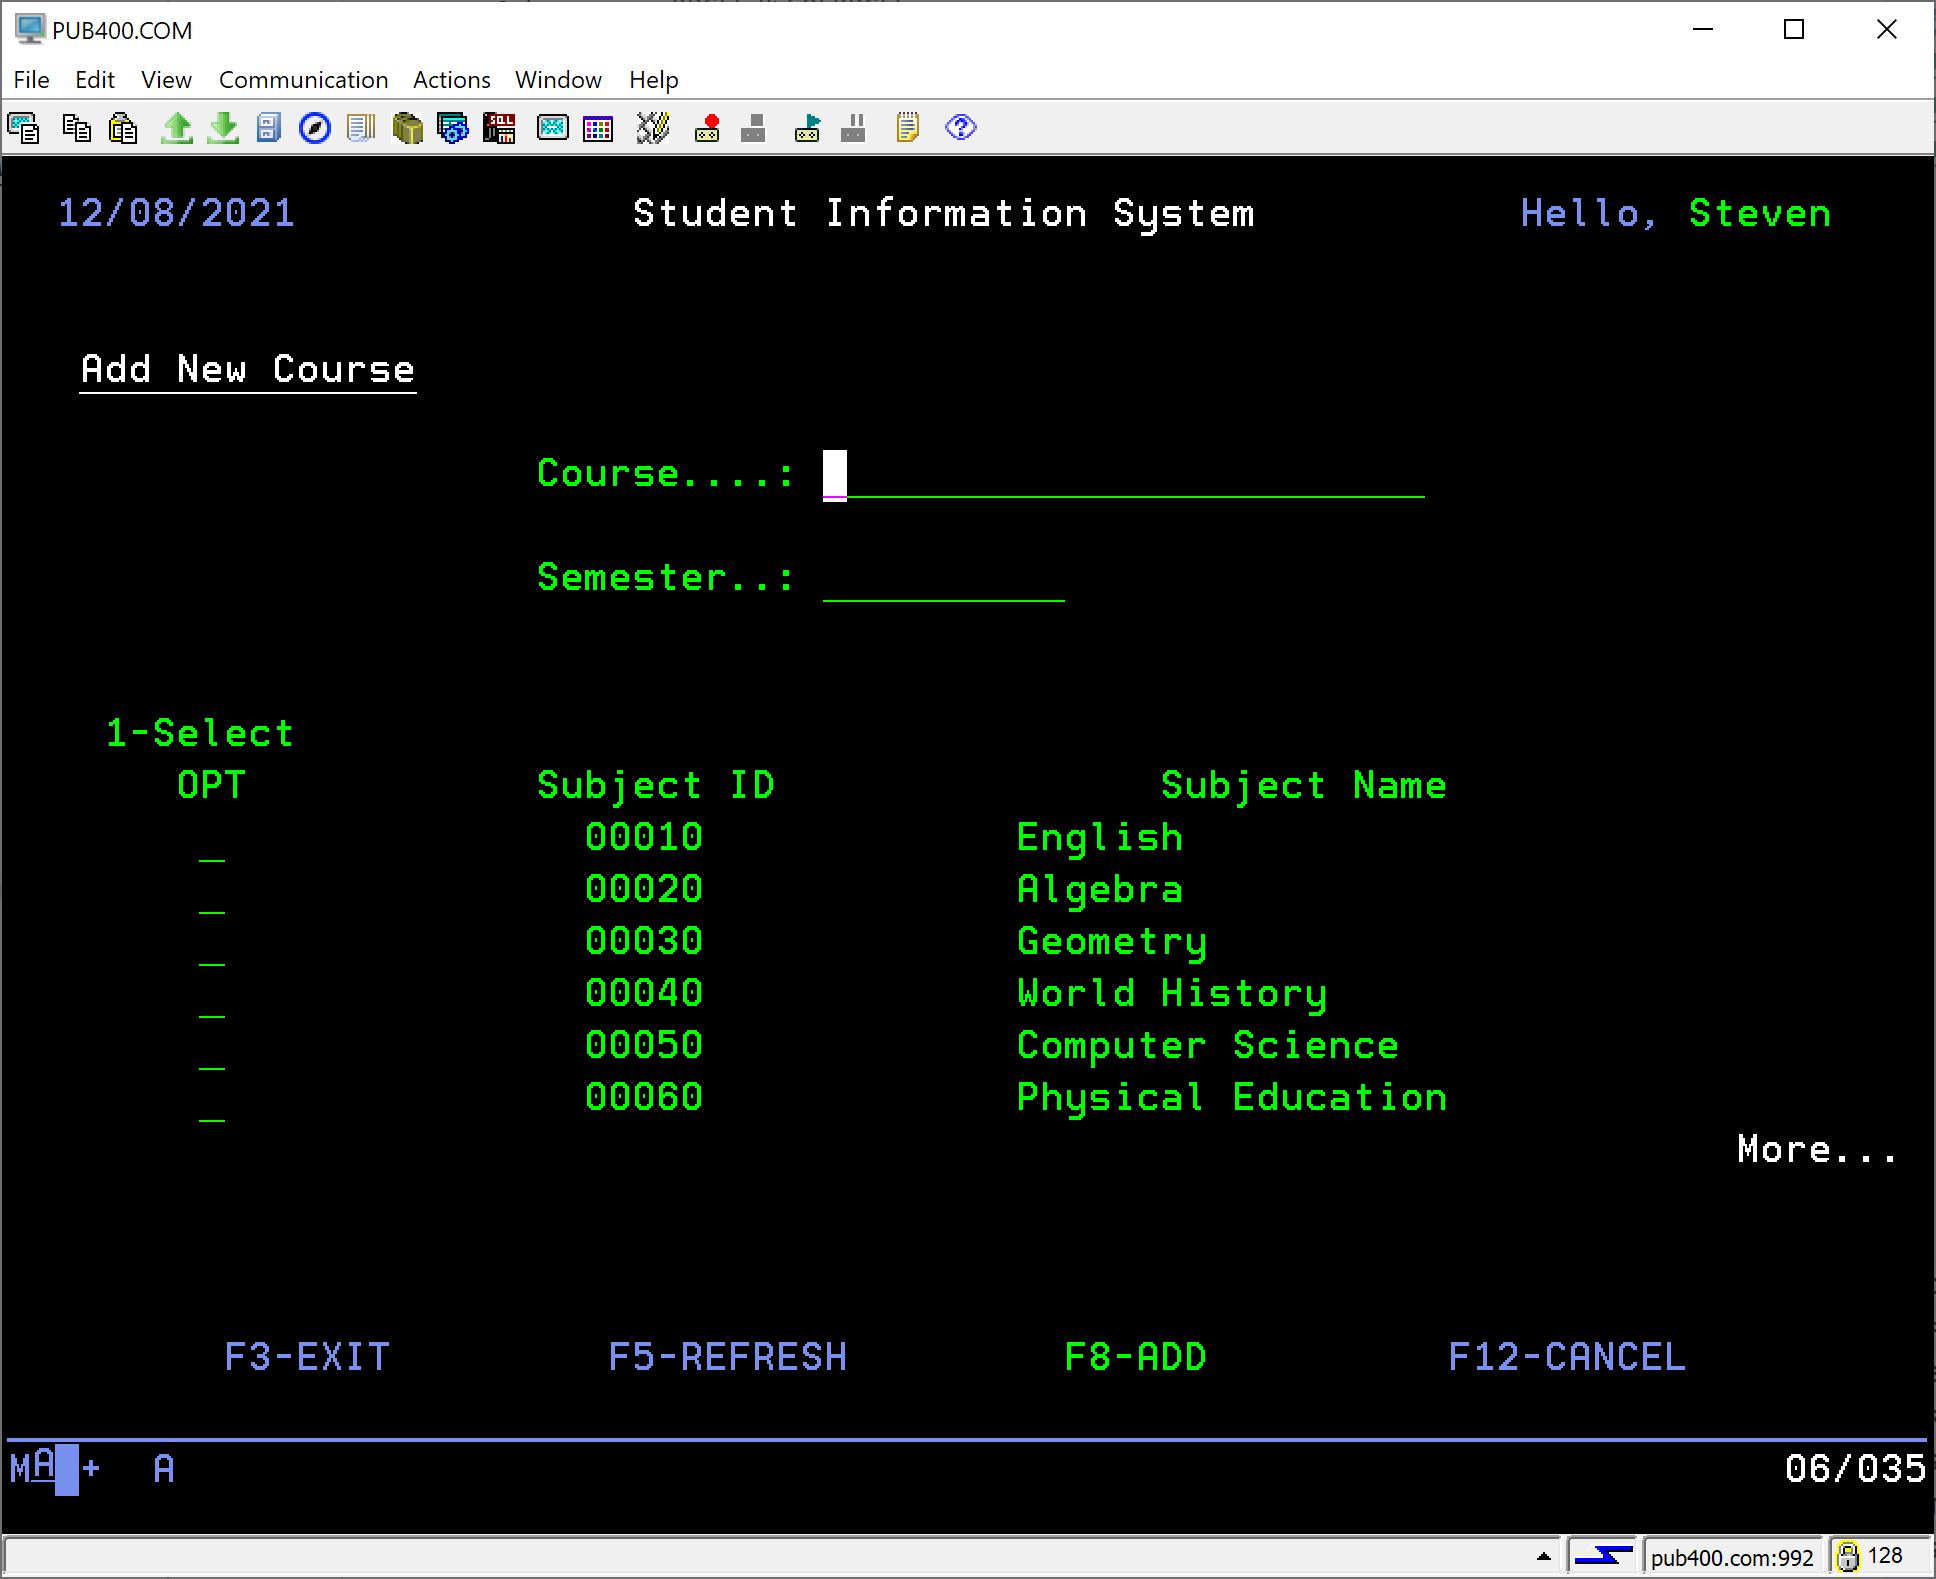 PUB400.COM
File Edit View Communication Actions Window Help
SQL
12/08/2021 Student Information System Hello, Steven
Add New Course
Course....:
Semester..:
1-Select
OPT Subject ID Subject Name
_ 00010 English
_ 00020 Algebra
_ 00030 Geometry
_ 00040 World History
_ 00050 Computer Science
_ 00060 Physical Education
More...
F3-EXIT F5-REFRESH F8-ADD F12-CANCEL
MA + A 06/035
pub400.com:992 128